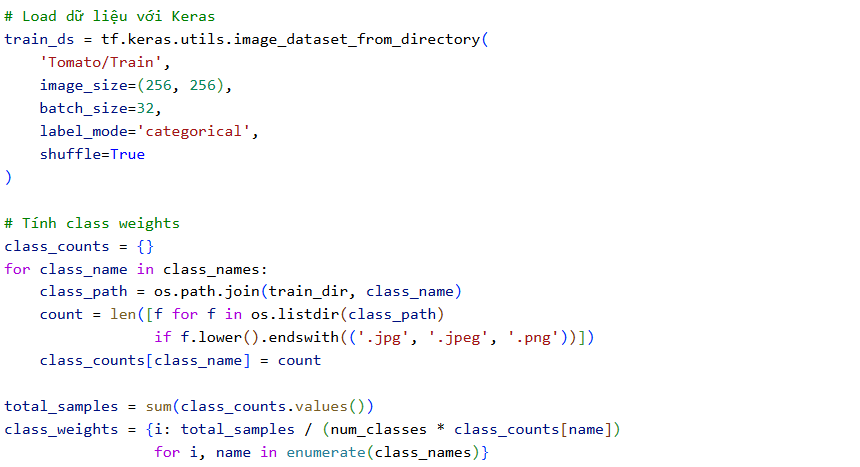 # Load dữ liệu với Keras
train_ds = tf.keras.utils.image_dataset_from_directory(
    'Tomato/Train',
    image_size=(256, 256),
    batch_size=32,
    label_mode='categorical',
    shuffle=True
)

# Tính class weights
class_counts = {}
for class_name in class_names:
    class_path = os.path.join(train_dir, class_name)
    count = len([f for f in os.listdir(class_path)
                 if f.lower().endswith(('.jpg', '.jpeg', '.png'))])
    class_counts[class_name] = count

total_samples = sum(class_counts.values())
class_weights = {i: total_samples / (num_classes * class_counts[name])
                 for i, name in enumerate(class_names)}